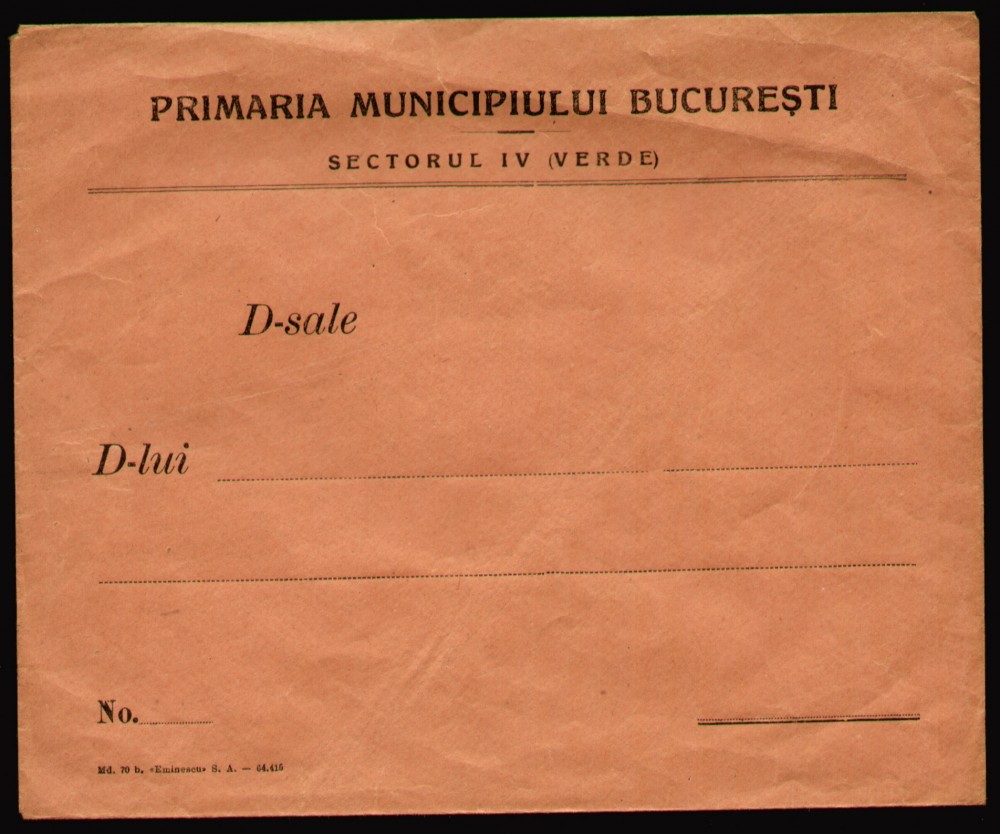 PRIMARIA MUNICIPIULUI BUCUREȘTI
SECTORUL IV (VERDE)
D-sale
D-lui
No.
Md. 70 b. «Eminescu» S. A. — 64.415